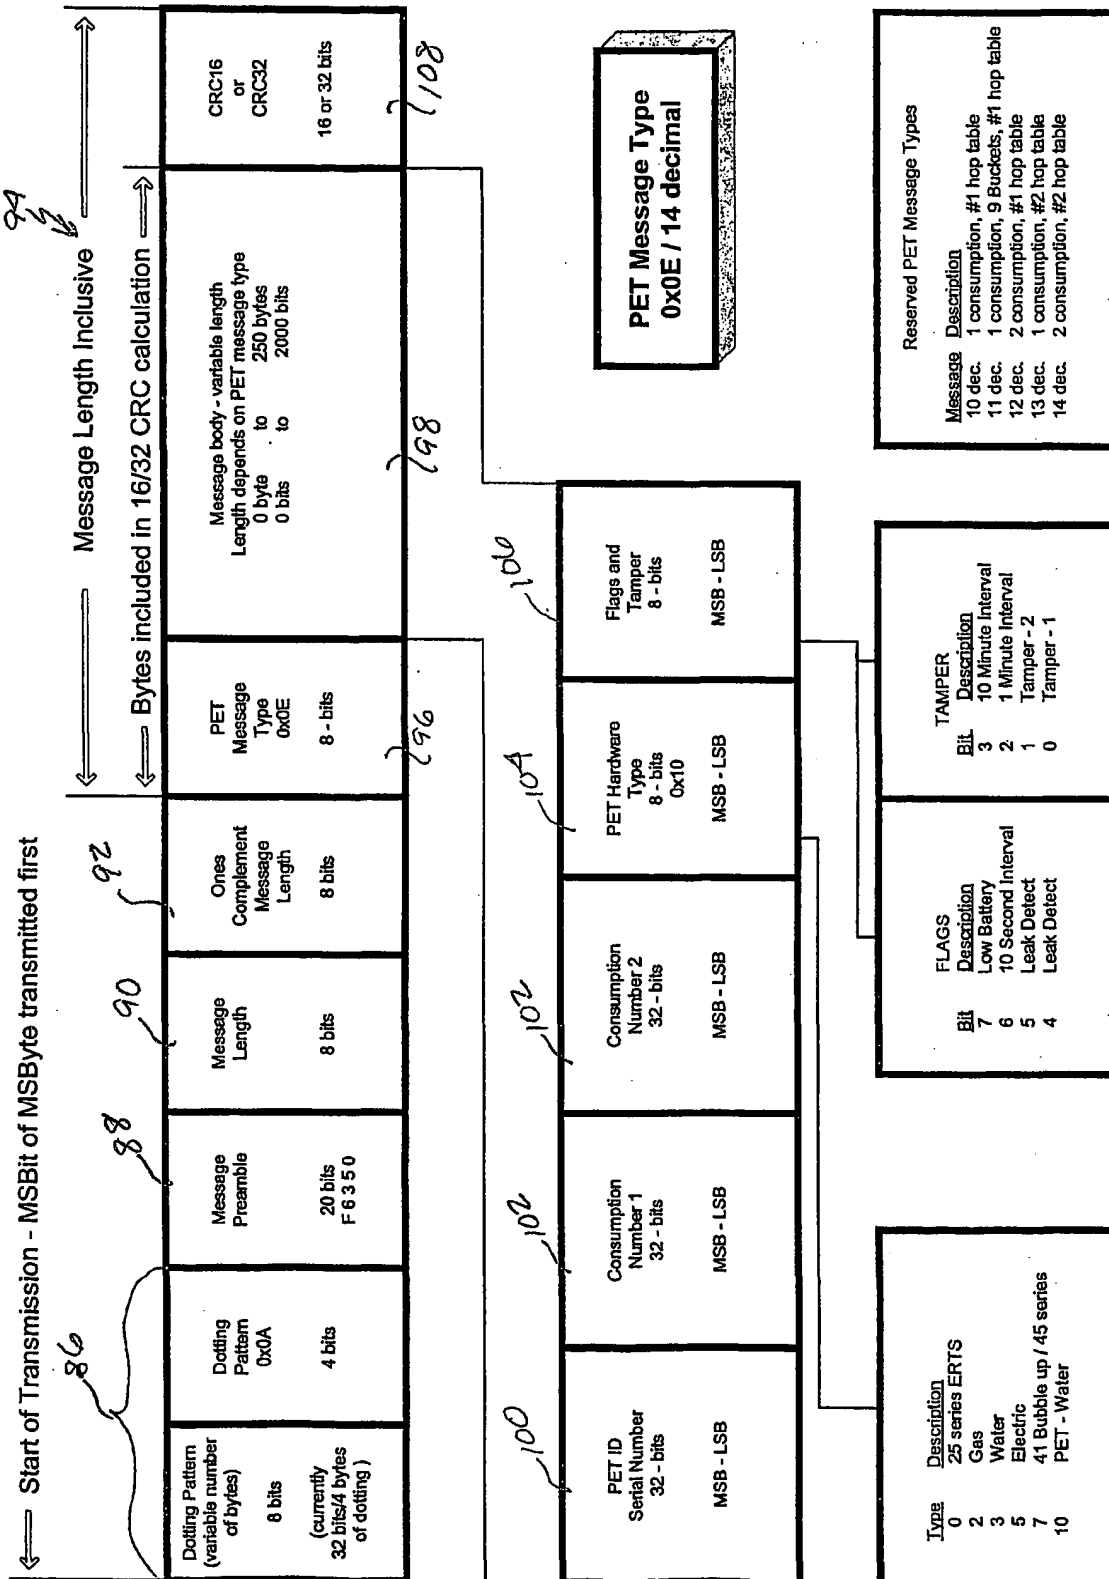 Start of Transmission - MSBit of MSByte transmitted first
94
Message Length Inclusive
Bytes included in 16/32 CRC calculation
86
88
90
92
Dotting Pattern
(variable number
of bytes)
8 bits
(currently
32 bits/4 bytes
of dotting )
Dotting
Pattern
0x0A
4 bits
Message
Preamble
20 bits
F 6 3 5 0
Message
Length
8 bits
Ones
Complement
Message
Length
8 bits
PET
Message
Type
0x0E
8 - bits
Message body - variable length
Length depends on PET message type
0 byte to 250 bytes
0 bits to 2000 bits
CRC16
or
CRC32
16 or 32 bits
96
98
108
100
102
102
104
106
PET ID
Serial Number
32 - bits
MSB - LSB
Consumption
Number 1
32 - bits
MSB - LSB
Consumption
Number 2
32 - bits
MSB - LSB
PET Hardware
Type
8 - bits
0x10
MSB - LSB
Flags and
Tamper
8 - bits
MSB - LSB
PET Message Type
0x0E / 14 decimal
Type Description
0 25 series ERTS
2 Gas
3 Water
5 Electric
7 41 Bubble up / 45 series
10 PET - Water
FLAGS
Bit Description
7 Low Battery
6 10 Second Interval
5 Leak Detect
4 Leak Detect
TAMPER
Bit Description
3 10 Minute Interval
2 1 Minute Interval
1 Tamper - 2
0 Tamper - 1
Reserved PET Message Types
Message Description
10 dec. 1 consumption, #1 hop table
11 dec. 1 consumption, 9 Buckets, #1 hop table
12 dec. 2 consumption, #1 hop table
13 dec. 1 consumption, #2 hop table
14 dec. 2 consumption, #2 hop table